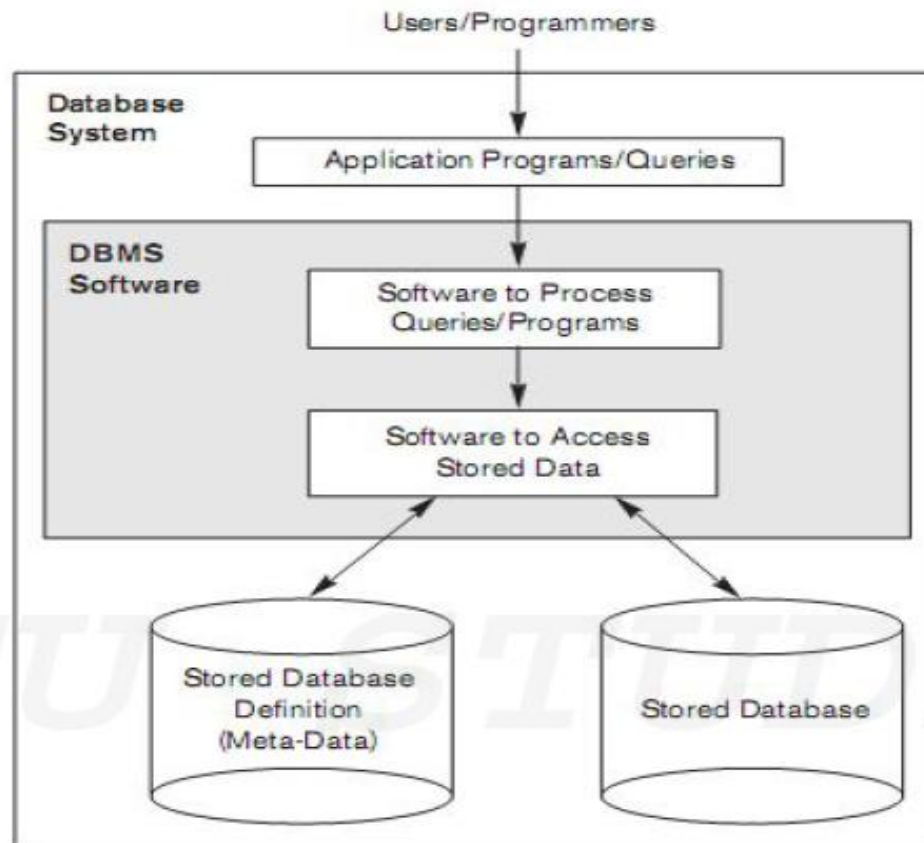 Users/Programmers
Database
System
Application Programs/Queries
DBMS
Software
Software to Process
Queries/Programs
Software to Access
Stored Data
Stored Database
Definition
(Meta-Data)
Stored Database
U STUD